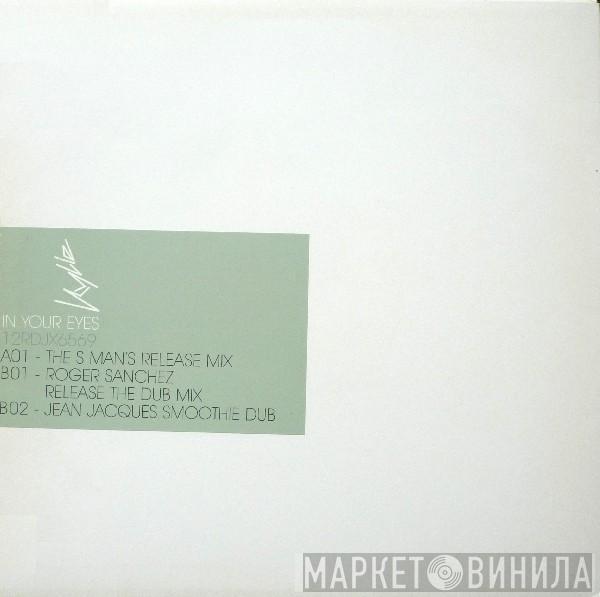 Kylie
IN YOUR EYES
12RDJX6569
A01 - THE S MAN'S RELEASE MIX
B01 - ROGER SANCHEZ
RELEASE THE DUB MIX
B02 - JEAN JACQUES SMOOTHIE DUB
МАРКЕТ ВИНИЛА